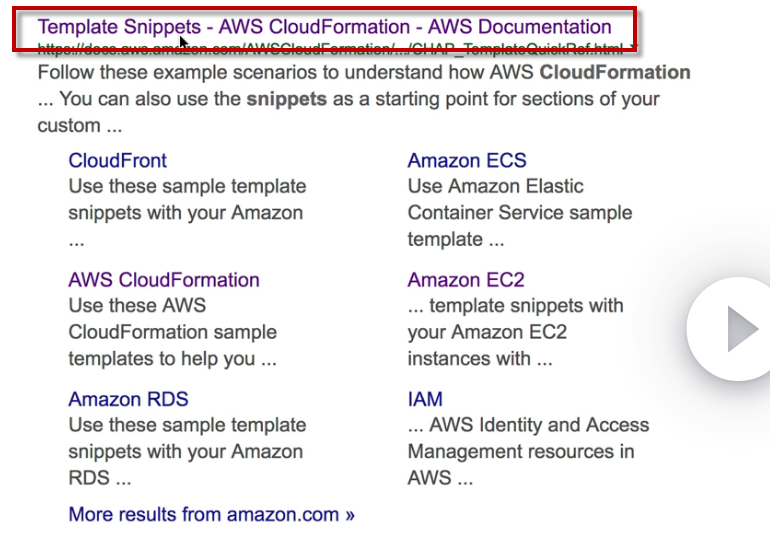 Template Snippets - AWS CloudFormation - AWS Documentation
https://docs.aws.amazon.com/AWSCloudFormation/.../CHAP_TemplateQuickRef.html
Follow these example scenarios to understand how AWS CloudFormation
... You can also use the snippets as a starting point for sections of your
custom ...
CloudFront
Use these sample template
snippets with your Amazon
...
Amazon ECS
Use Amazon Elastic
Container Service sample
template ...
AWS CloudFormation
Use these AWS
CloudFormation sample
templates to help you ...
Amazon EC2
... template snippets with
your Amazon EC2
instances with ...
Amazon RDS
Use these sample template
snippets with your Amazon
RDS ...
IAM
... AWS Identity and Access
Management resources in
AWS ...
More results from amazon.com »